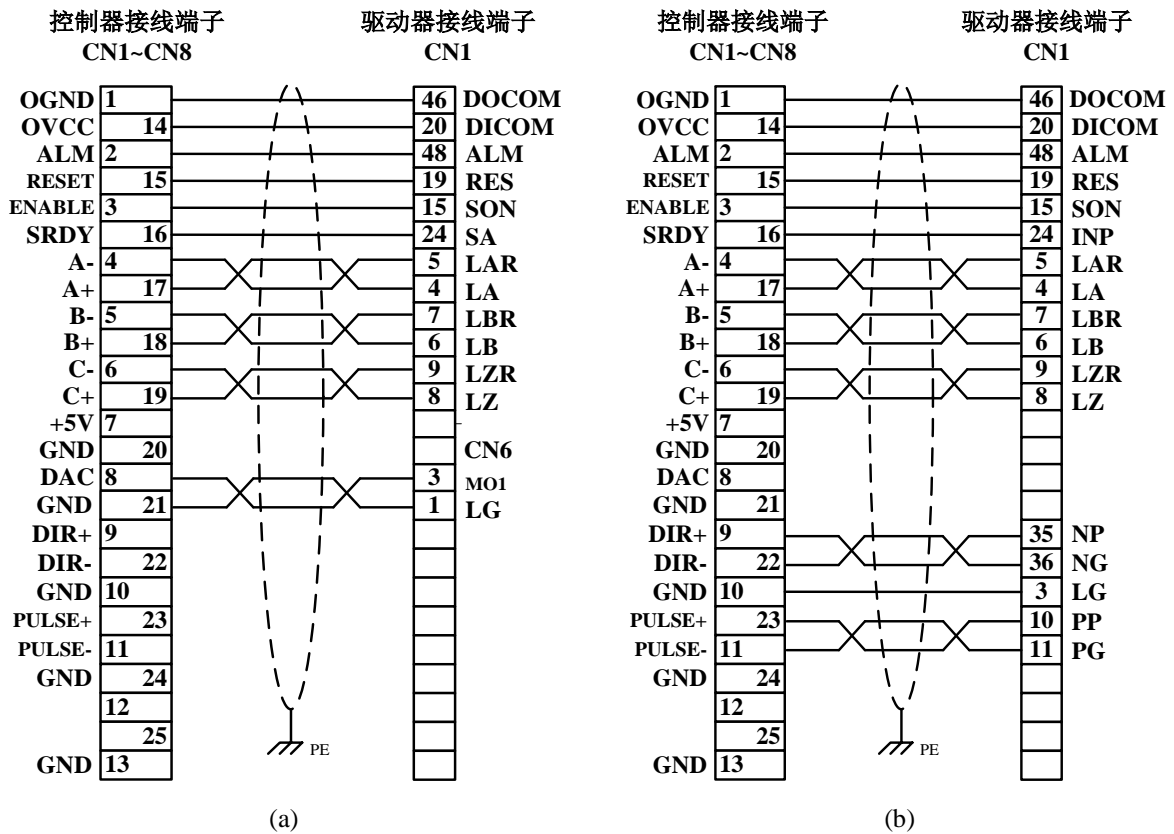 控制器接线端子 驱动器接线端子
CN1~CN8 CN1
OGND 1 46 DOCOM
OVCC 14 20 DICOM
ALM 2 48 ALM
RESET 15 19 RES
ENABLE 3 15 SON
SRDY 16 24 SA
A- 4 5 LAR
A+ 17 4 LA
B- 5 7 LBR
B+ 18 6 LB
C- 6 9 LZR
C+ 19 8 LZ
+5V 7
GND 20 CN6
DAC 8 3 MO1
GND 21 1 LG
DIR+ 9
DIR- 22
GND 10
PULSE+ 23
PULSE- 11
GND 24
12
25
GND 13
PE
(a)
控制器接线端子 驱动器接线端子
CN1~CN8 CN1
OGND 1 46 DOCOM
OVCC 14 20 DICOM
ALM 2 48 ALM
RESET 15 19 RES
ENABLE 3 15 SON
SRDY 16 24 INP
A- 4 5 LAR
A+ 17 4 LA
B- 5 7 LBR
B+ 18 6 LB
C- 6 9 LZR
C+ 19 8 LZ
+5V 7
GND 20
DAC 8
GND 21
DIR+ 9 35 NP
DIR- 22 36 NG
GND 10 3 LG
PULSE+ 23 10 PP
PULSE- 11 11 PG
GND 24
12
25
GND 13
PE
(b)